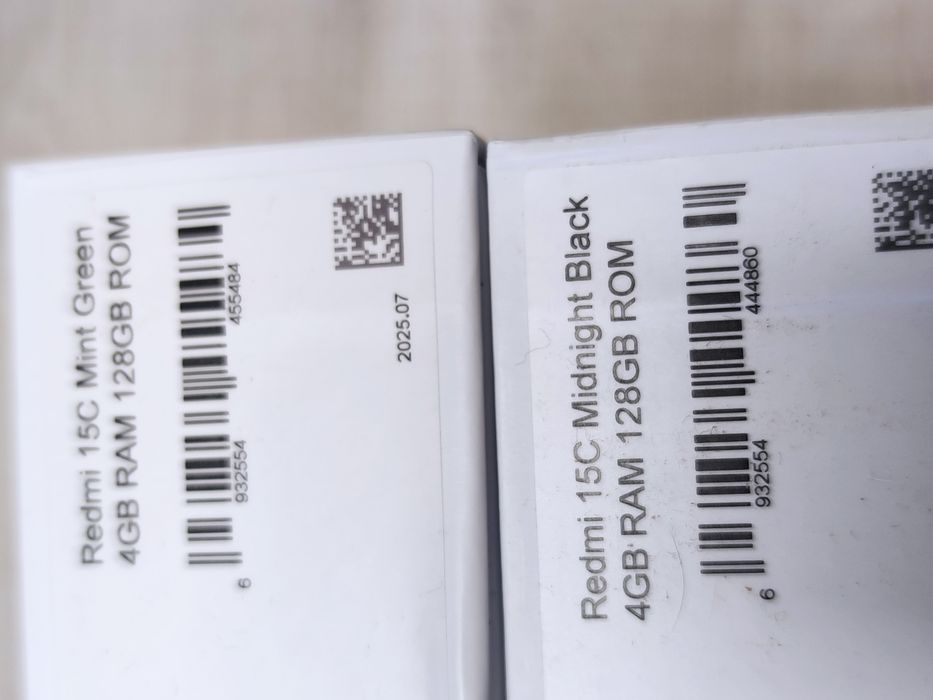 Redmi 15C Mint Green
4GB RAM 128GB ROM
6 932554 455484
2025.07
Redmi 15C Midnight Black
4GB RAM 128GB ROM
6 932554 444860